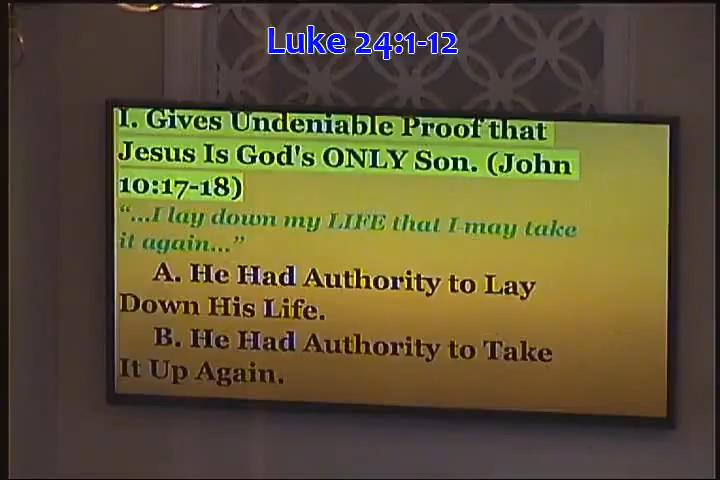 Luke 24:1-12
I. Gives Undeniable Proof that
Jesus Is God's ONLY Son. (John
10:17-18)
“...I lay down my LIFE that I may take
it again...”
A. He Had Authority to Lay
Down His Life.
B. He Had Authority to Take
It Up Again.